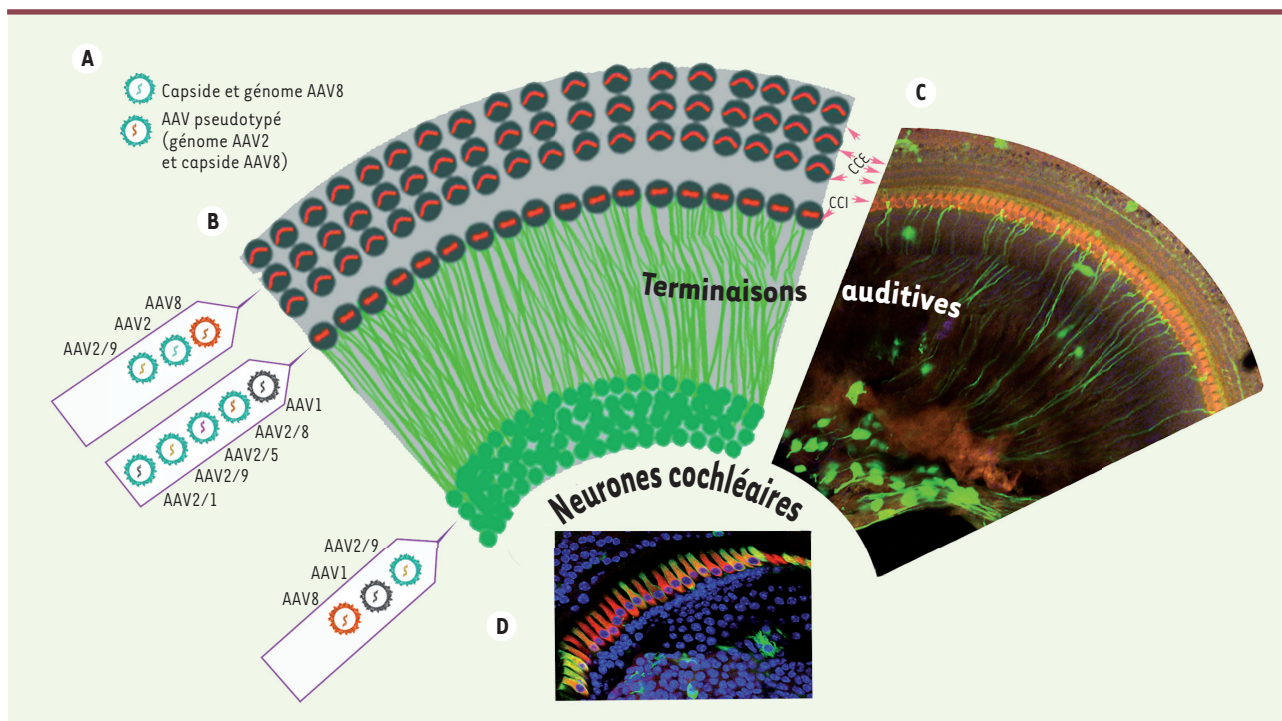 A
Capside et génome AAV8
AAV pseudotypé
(génome AAV2
et capside AAV8)
B
AAV8
AAV2
AAV2/9
AAV1
AAV2/8
AAV2/5
AAV2/9
AAV2/1
AAV2/9
AAV1
AAV8
CCE
CCI
C
Terminaisons auditives
Neurones cochléaires
D